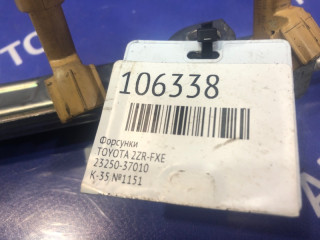 106338
Форсунки
TOYOTA 2ZR-FXE
23250-37010
К-35 №1151